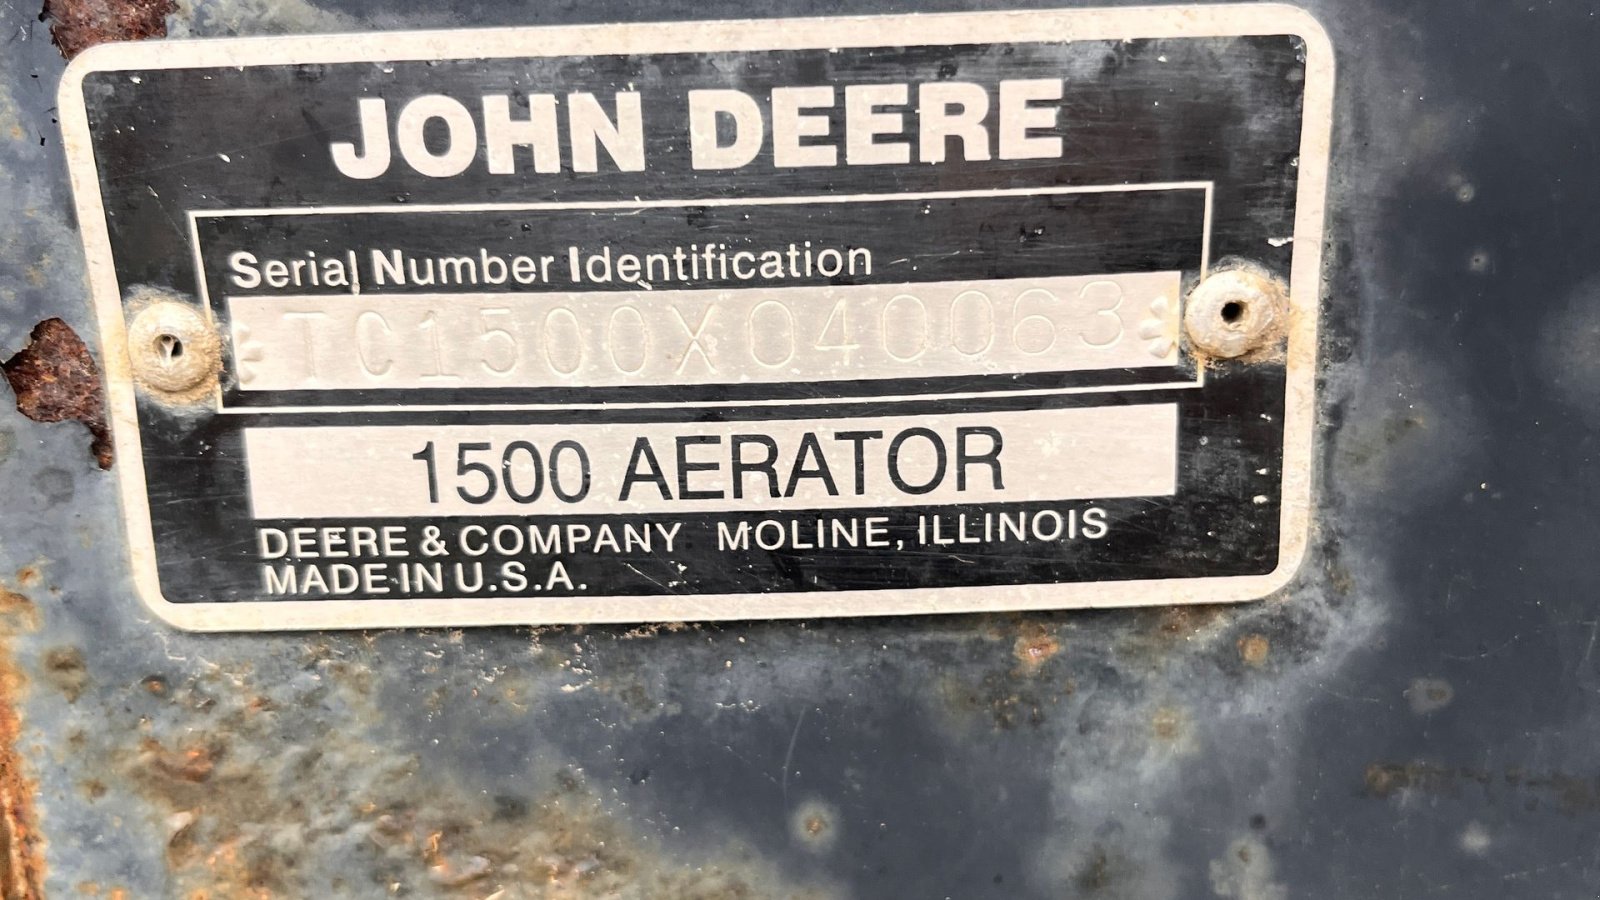 JOHN DEERE
Serial Number Identification
*TC1500X040063*
1500 AERATOR
DEERE & COMPANY MOLINE, ILLINOIS
MADE IN U.S.A.